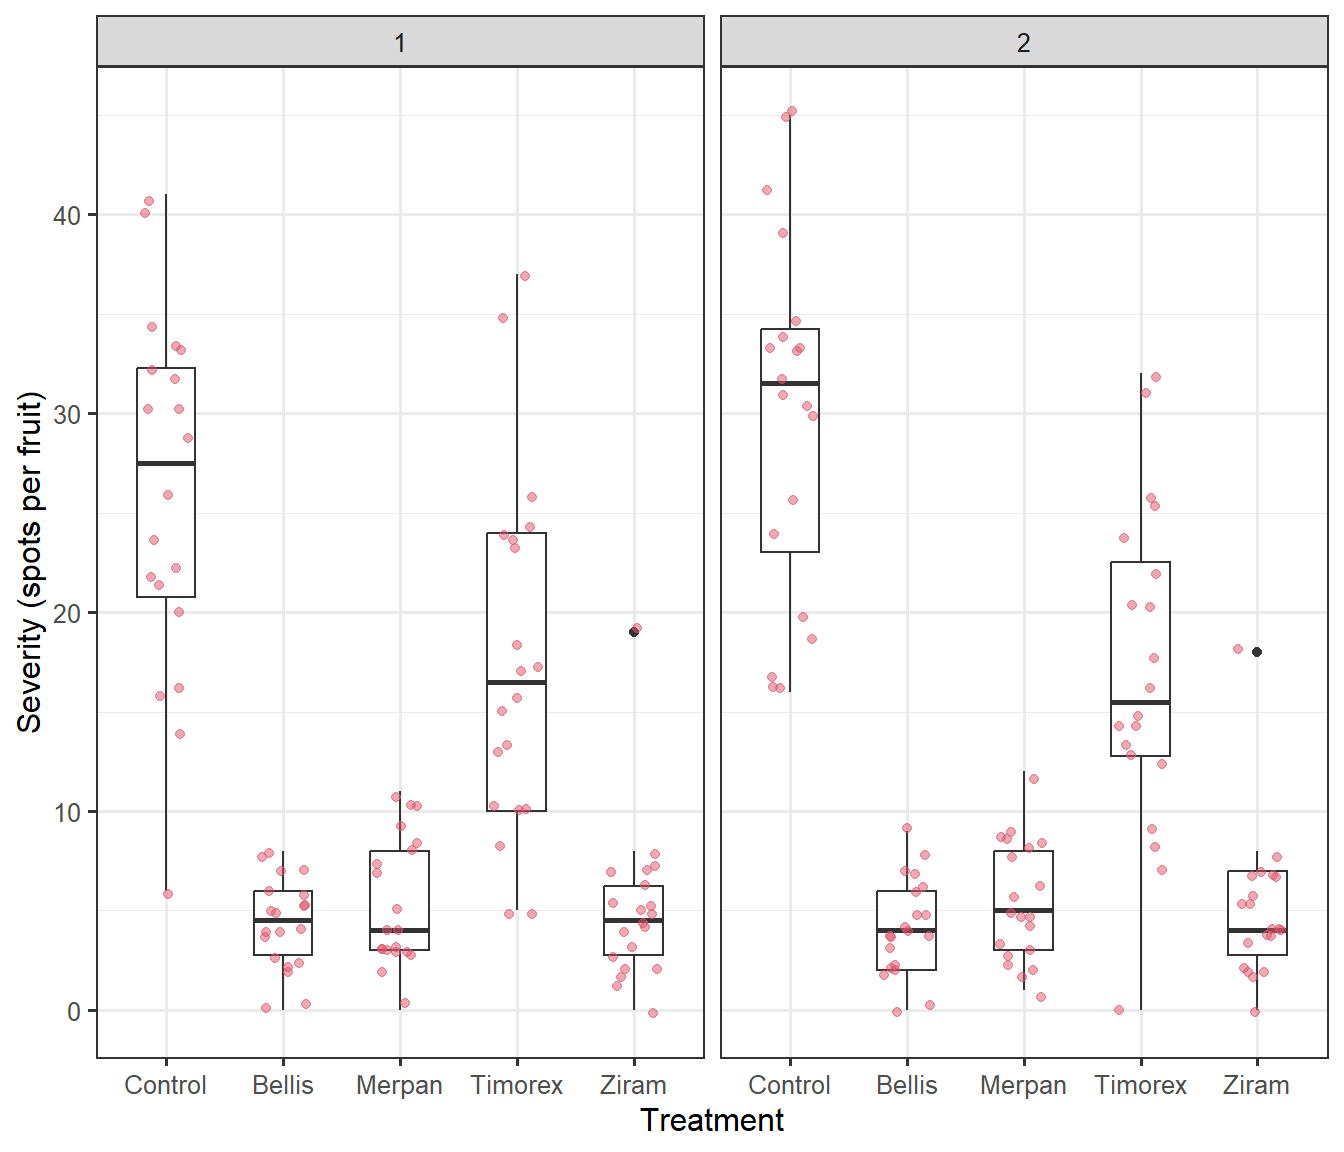 1 2
Severity (spots per fruit)
40
30
20
10
0
Control Bellis Merpan Timorex Ziram Control Bellis Merpan Timorex Ziram
Treatment